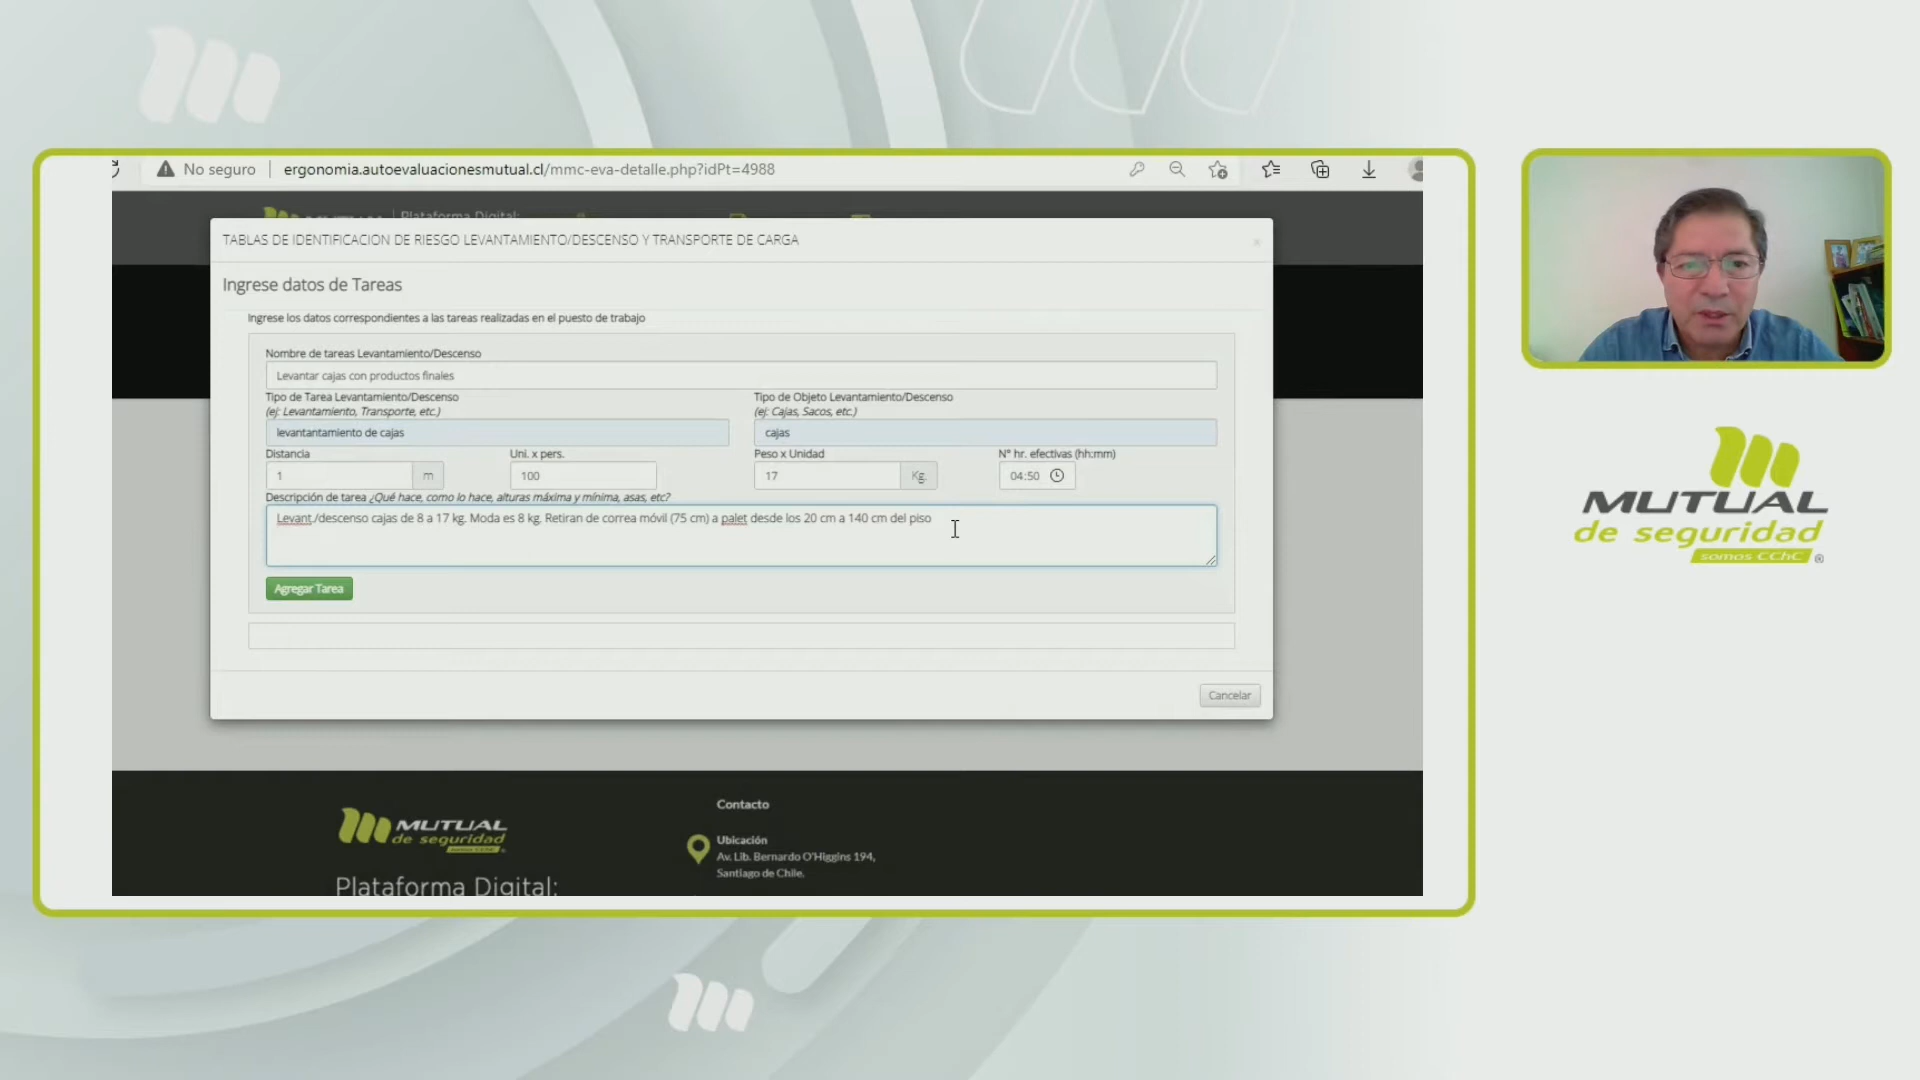 No seguro
ergonomia.autoevaluacionesmutual.cl/mmc-eva-detalle.php?idPt=4988
Plataforma Digital:
TABLAS DE IDENTIFICACION DE RIESGO LEVANTAMIENTO/DESCENSO Y TRANSPORTE DE CARGA
×
Ingrese datos de Tareas
Ingrese los datos correspondientes a las tareas realizadas en el puesto de trabajo
Nombre de tareas Levantamiento/Descenso
Levantar cajas con productos finales
Tipo de Tarea Levantamiento/Descenso
(ej: Levantamiento, Transporte, etc.)
levantantamiento de cajas
Tipo de Objeto Levantamiento/Descenso
(ej: Cajas, Sacos, etc.)
cajas
Distancia
1 m
Uni. x pers.
100
Peso x Unidad
17 Kg.
N° hr. efectivas (hh:mm)
04:50
Descripción de tarea ¿Qué hace, como lo hace, alturas máxima y mínima, asas, etc?
Levant./descenso cajas de 8 a 17 kg. Moda es 8 kg. Retiran de correa móvil (75 cm) a palet desde los 20 cm a 140 cm del piso
Agregar Tarea
Cancelar
MUTUAL
de seguridad
somos CChC
Plataforma Digital:
Contacto
Ubicación
Av. Lib. Bernardo O'Higgins 194,
Santiago de Chile.
MUTUAL
de seguridad
somos CChC ®